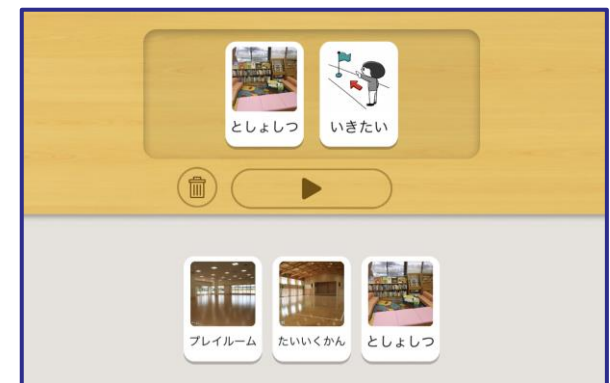 としょしつ
いきたい
プレイルーム
たいいくかん
としょしつ